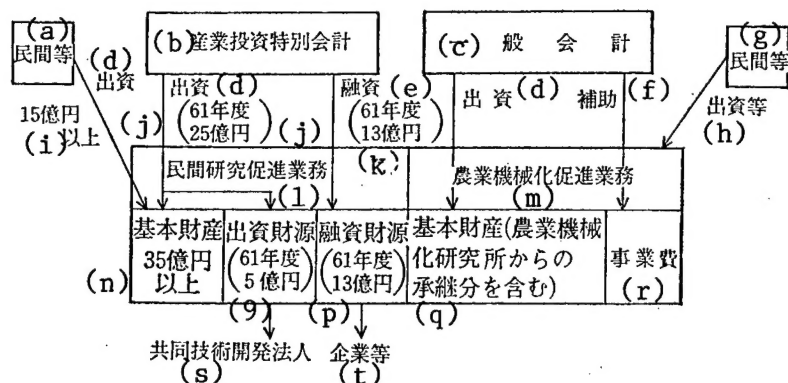 (a)
民間等
(b) 産業投資特別会計
(c) 一般会計
(g)
民間等
(d)
出資
出資 (d)
(61年度
25億円)
(j)
融資 (e)
(61年度
13億円)
(j)
(k)
出資 (d) 補助 (f)
出資等
(h)
15億円
(i) 以上
民間研究促進業務
(l)
農業機械化促進業務
(m)
基本財産
35億円
以上
(n)
出資財源
(61年度
5億円)
(9)
融資財源
(61年度
13億円)
(p)
基本財産(農業機械
化研究所からの
承継分を含む)
(q)
事業費
(r)
共同技術開発法人
(s)
企業等
(t)